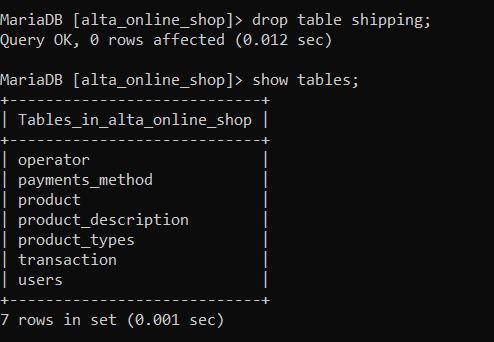 MariaDB [alta_online_shop]> drop table shipping;
Query OK, 0 rows affected (0.012 sec)
MariaDB [alta_online_shop]> show tables;
+----------------------------+
| Tables_in_alta_online_shop |
+----------------------------+
| operator                   |
| payments_method            |
| product                    |
| product_description        |
| product_types              |
| transaction                |
| users                      |
+----------------------------+
7 rows in set (0.001 sec)